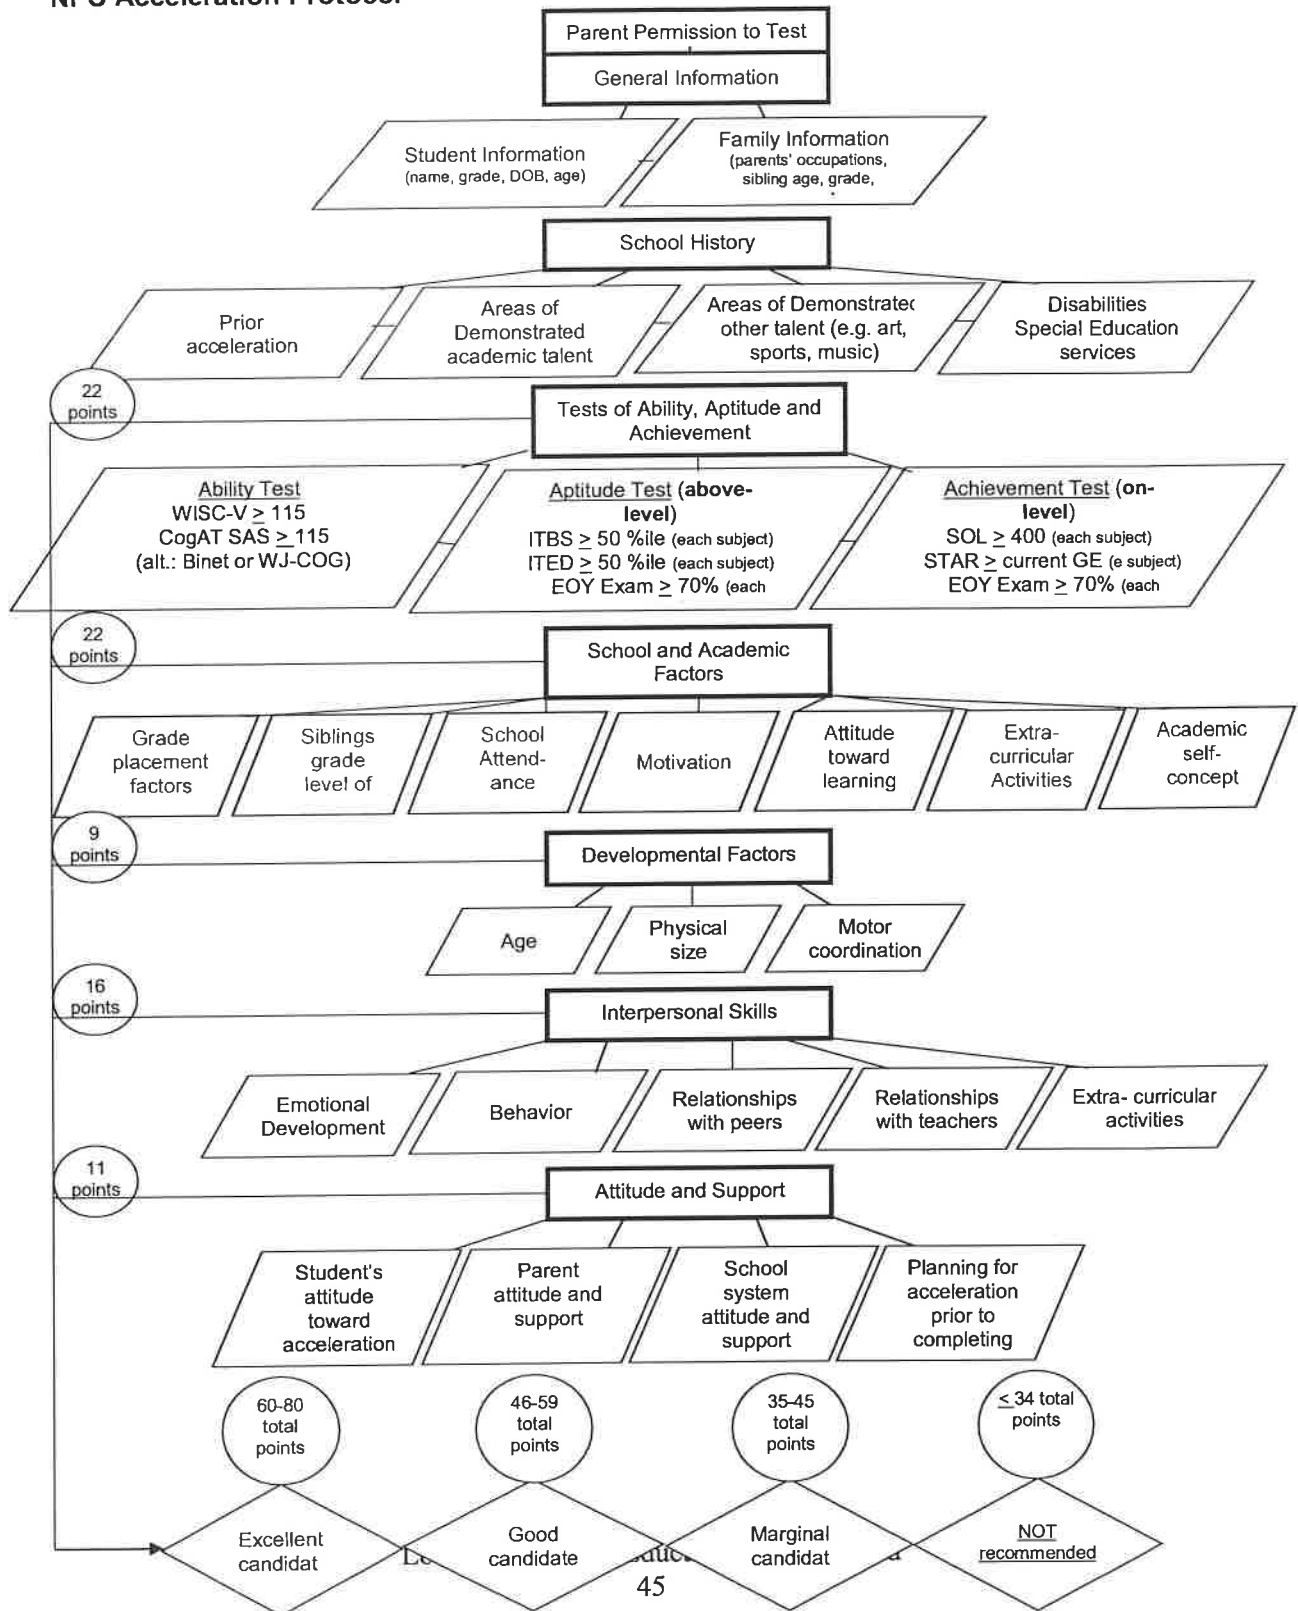 Parent Permission to Test
General Information
Student Information
(name, grade, DOB, age)
Family Information
(parents' occupations,
sibling age, grade,
School History
Prior
acceleration
Areas of
Demonstrated
academic talent
Areas of Demonstrated
other talent (e.g. art,
sports, music)
Disabilities
Special Education
services
22
points
Tests of Ability, Aptitude and
Achievement
Ability Test
WISC-V ≥ 115
CogAT SAS ≥ 115
(alt.: Binet or WJ-COG)
Aptitude Test (above-
level)
ITBS ≥ 50 %ile (each subject)
ITED ≥ 50 %ile (each subject)
EOY Exam ≥ 70% (each
Achievement Test (on-
level)
SOL ≥ 400 (each subject)
STAR ≥ current GE (e subject)
EOY Exam ≥ 70% (each
22
points
School and Academic
Factors
Grade
placement
factors
Siblings
grade
level of
School
Attend-
ance
Motivation
Attitude
toward
learning
Extra-
curricular
Activities
Academic
self-
concept
9
points
Developmental Factors
Age
Physical
size
Motor
coordination
16
points
Interpersonal Skills
Emotional
Development
Behavior
Relationships
with peers
Relationships
with teachers
Extra- curricular
activities
11
points
Attitude and Support
Student's
attitude
toward
acceleration
Parent
attitude and
support
School
system
attitude and
support
Planning for
acceleration
prior to
completing
60-80
total
points
46-59
total
points
35-45
total
points
≤ 34 total
points
Excellent
candidat
Good
candidate
Marginal
candidat
NOT
recommended
45